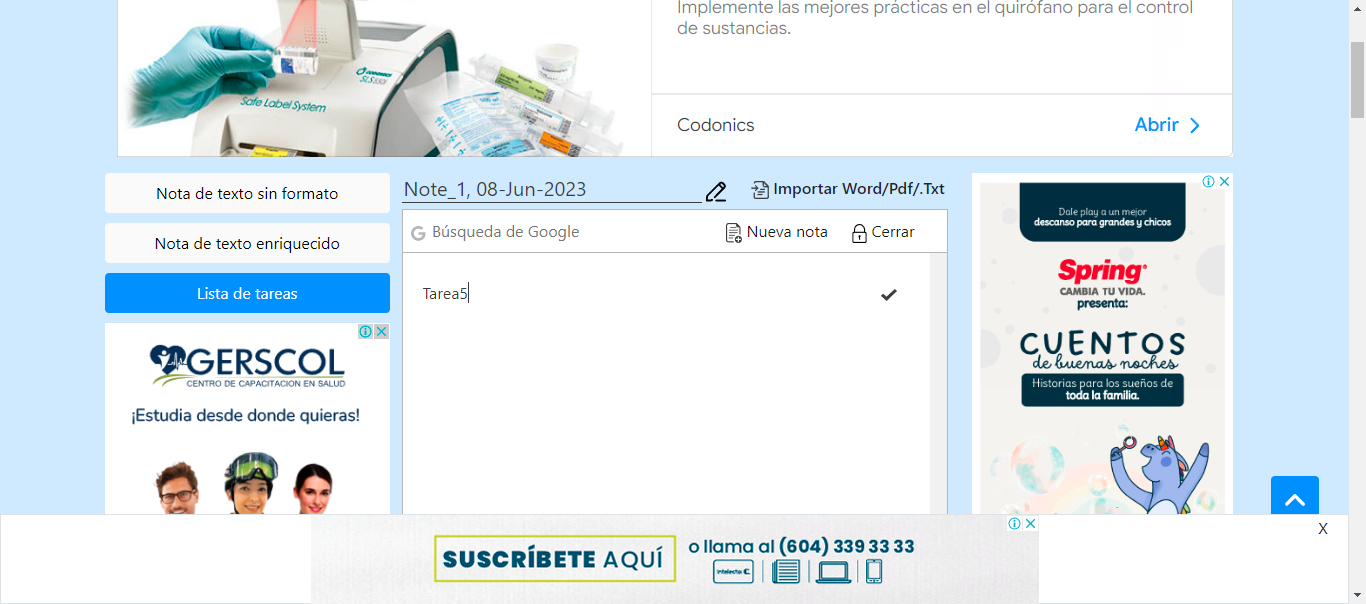 Implemente las mejores prácticas en el quirófano para el control
de sustancias.
CODONICS
SLS 550i
Safe Label System
Codonics
Abrir
Nota de texto sin formato
Nota de texto enriquecido
Lista de tareas
Note_1, 08-Jun-2023
Importar Word/Pdf/.Txt
G Búsqueda de Google
Nueva nota
Cerrar
Tarea5
GERSCOL
CENTRO DE CAPACITACION EN SALUD
¡Estudia desde donde quieras!
Dale play a un mejor
descanso para grandes y chicos
Spring
CAMBIA TU VIDA.
presenta:
CUENTOS
de buenas noches
Historias para los sueños de
toda la familia.
SUSCRÍBETE AQUÍ
o llama al (604) 339 33 33
intelecto C
X